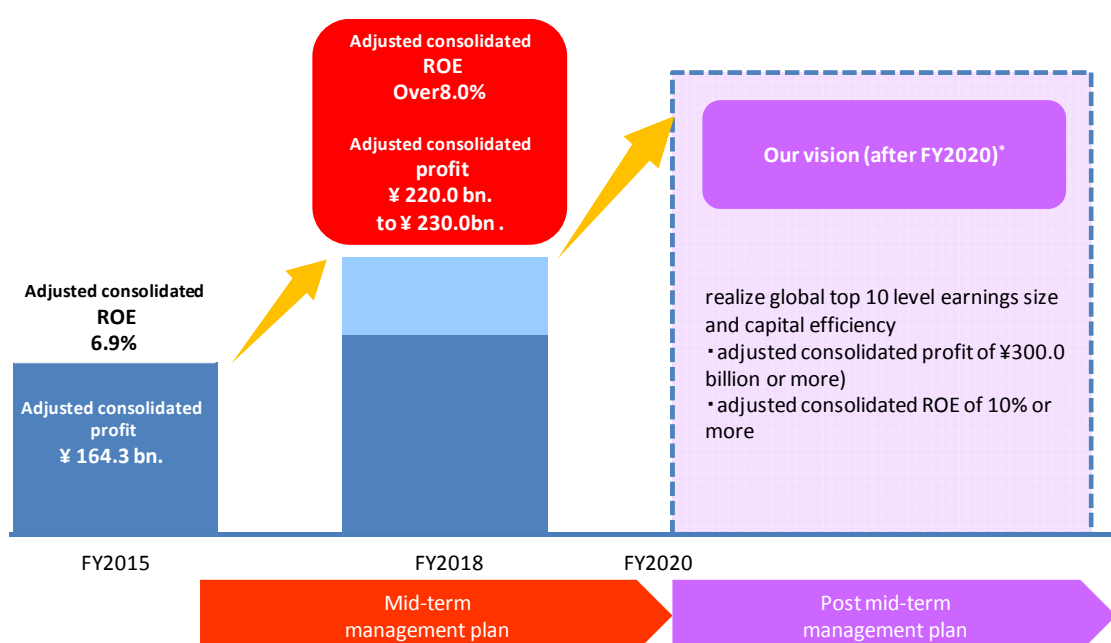 Adjusted consolidated
ROE
Over8.0%
Adjusted consolidated
profit
¥ 220.0 bn.
to ¥ 230.0bn .
Our vision (after FY2020)*
Adjusted consolidated
ROE
6.9%
Adjusted consolidated
profit
¥ 164.3 bn.
realize global top 10 level earnings size
and capital efficiency
・adjusted consolidated profit of ¥300.0
billion or more)
・adjusted consolidated ROE of 10% or
more
FY2015
FY2018
FY2020
Mid-term
management plan
Post mid-term
management plan